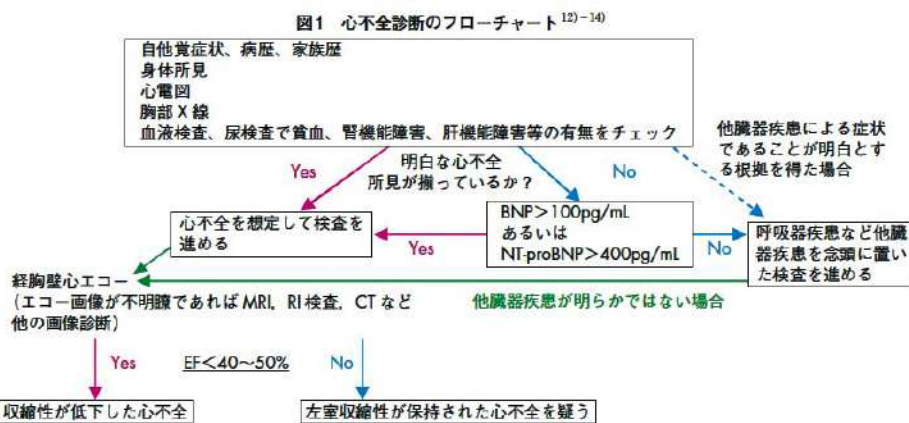 図1 心不全診断のフローチャート12)-14)
自他覚症状、病歴、家族歴
身体所見
心電図
胸部X線
血液検査、尿検査で貧血、腎機能障害、肝機能障害等の有無をチェック
他臓器疾患による症状
であることが明白とす
る根拠を得た場合
Yes
明白な心不全
所見が揃っているか?
No
心不全を想定して検査を
進める
Yes
BNP>100pg/mL
あるいは
NT-proBNP>400pg/mL
No
呼吸器疾患など他臓
器疾患を念頭に置い
た検査を進める
経胸壁心エコー
(エコー画像が不明瞭であればMRI, RI検査, CTなど
他の画像診断)
他臓器疾患が明らかではない場合
Yes
EF<40~50%
No
収縮性が低下した心不全
左室収縮性が保持された心不全を疑う